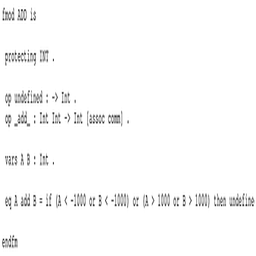 fmod ADD is
protecting INT .
op undefined : -> Int .
op _add_ : Int Int -> Int [assoc comm] .
vars A B : Int .
eq A add B = if (A < -1000 or B < -1000) or (A > 1000 or B > 1000) then undefine
endfm